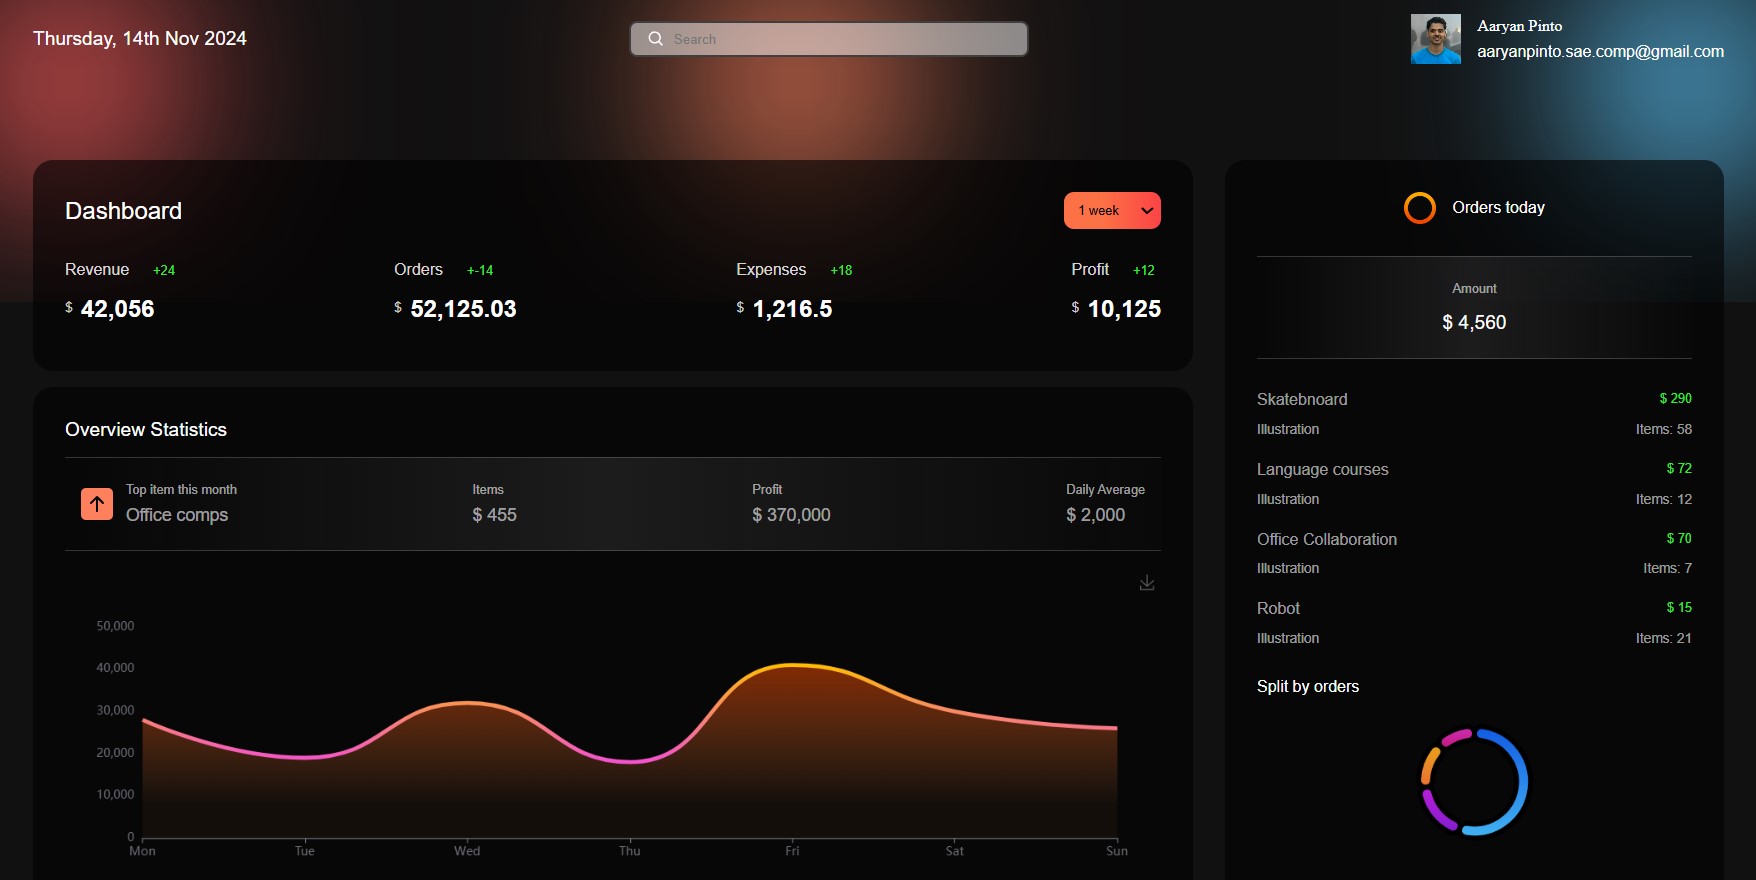 Thursday, 14th Nov 2024
Search
Aaryan Pinto
aaryanpinto.sae.comp@gmail.com
Dashboard
1 week
Revenue +24
$ 42,056
Orders +-14
$ 52,125.03
Expenses +18
$ 1,216.5
Profit +12
$ 10,125
Overview Statistics
Top item this month
Office comps
Items
$ 455
Profit
$ 370,000
Daily Average
$ 2,000
50,000
40,000
30,000
20,000
10,000
0
Mon Tue Wed Thu Fri Sat Sun
Orders today
Amount
$ 4,560
Skatebnoard $ 290
Illustration Items: 58
Language courses $ 72
Illustration Items: 12
Office Collaboration $ 70
Illustration Items: 7
Robot $ 15
Illustration Items: 21
Split by orders